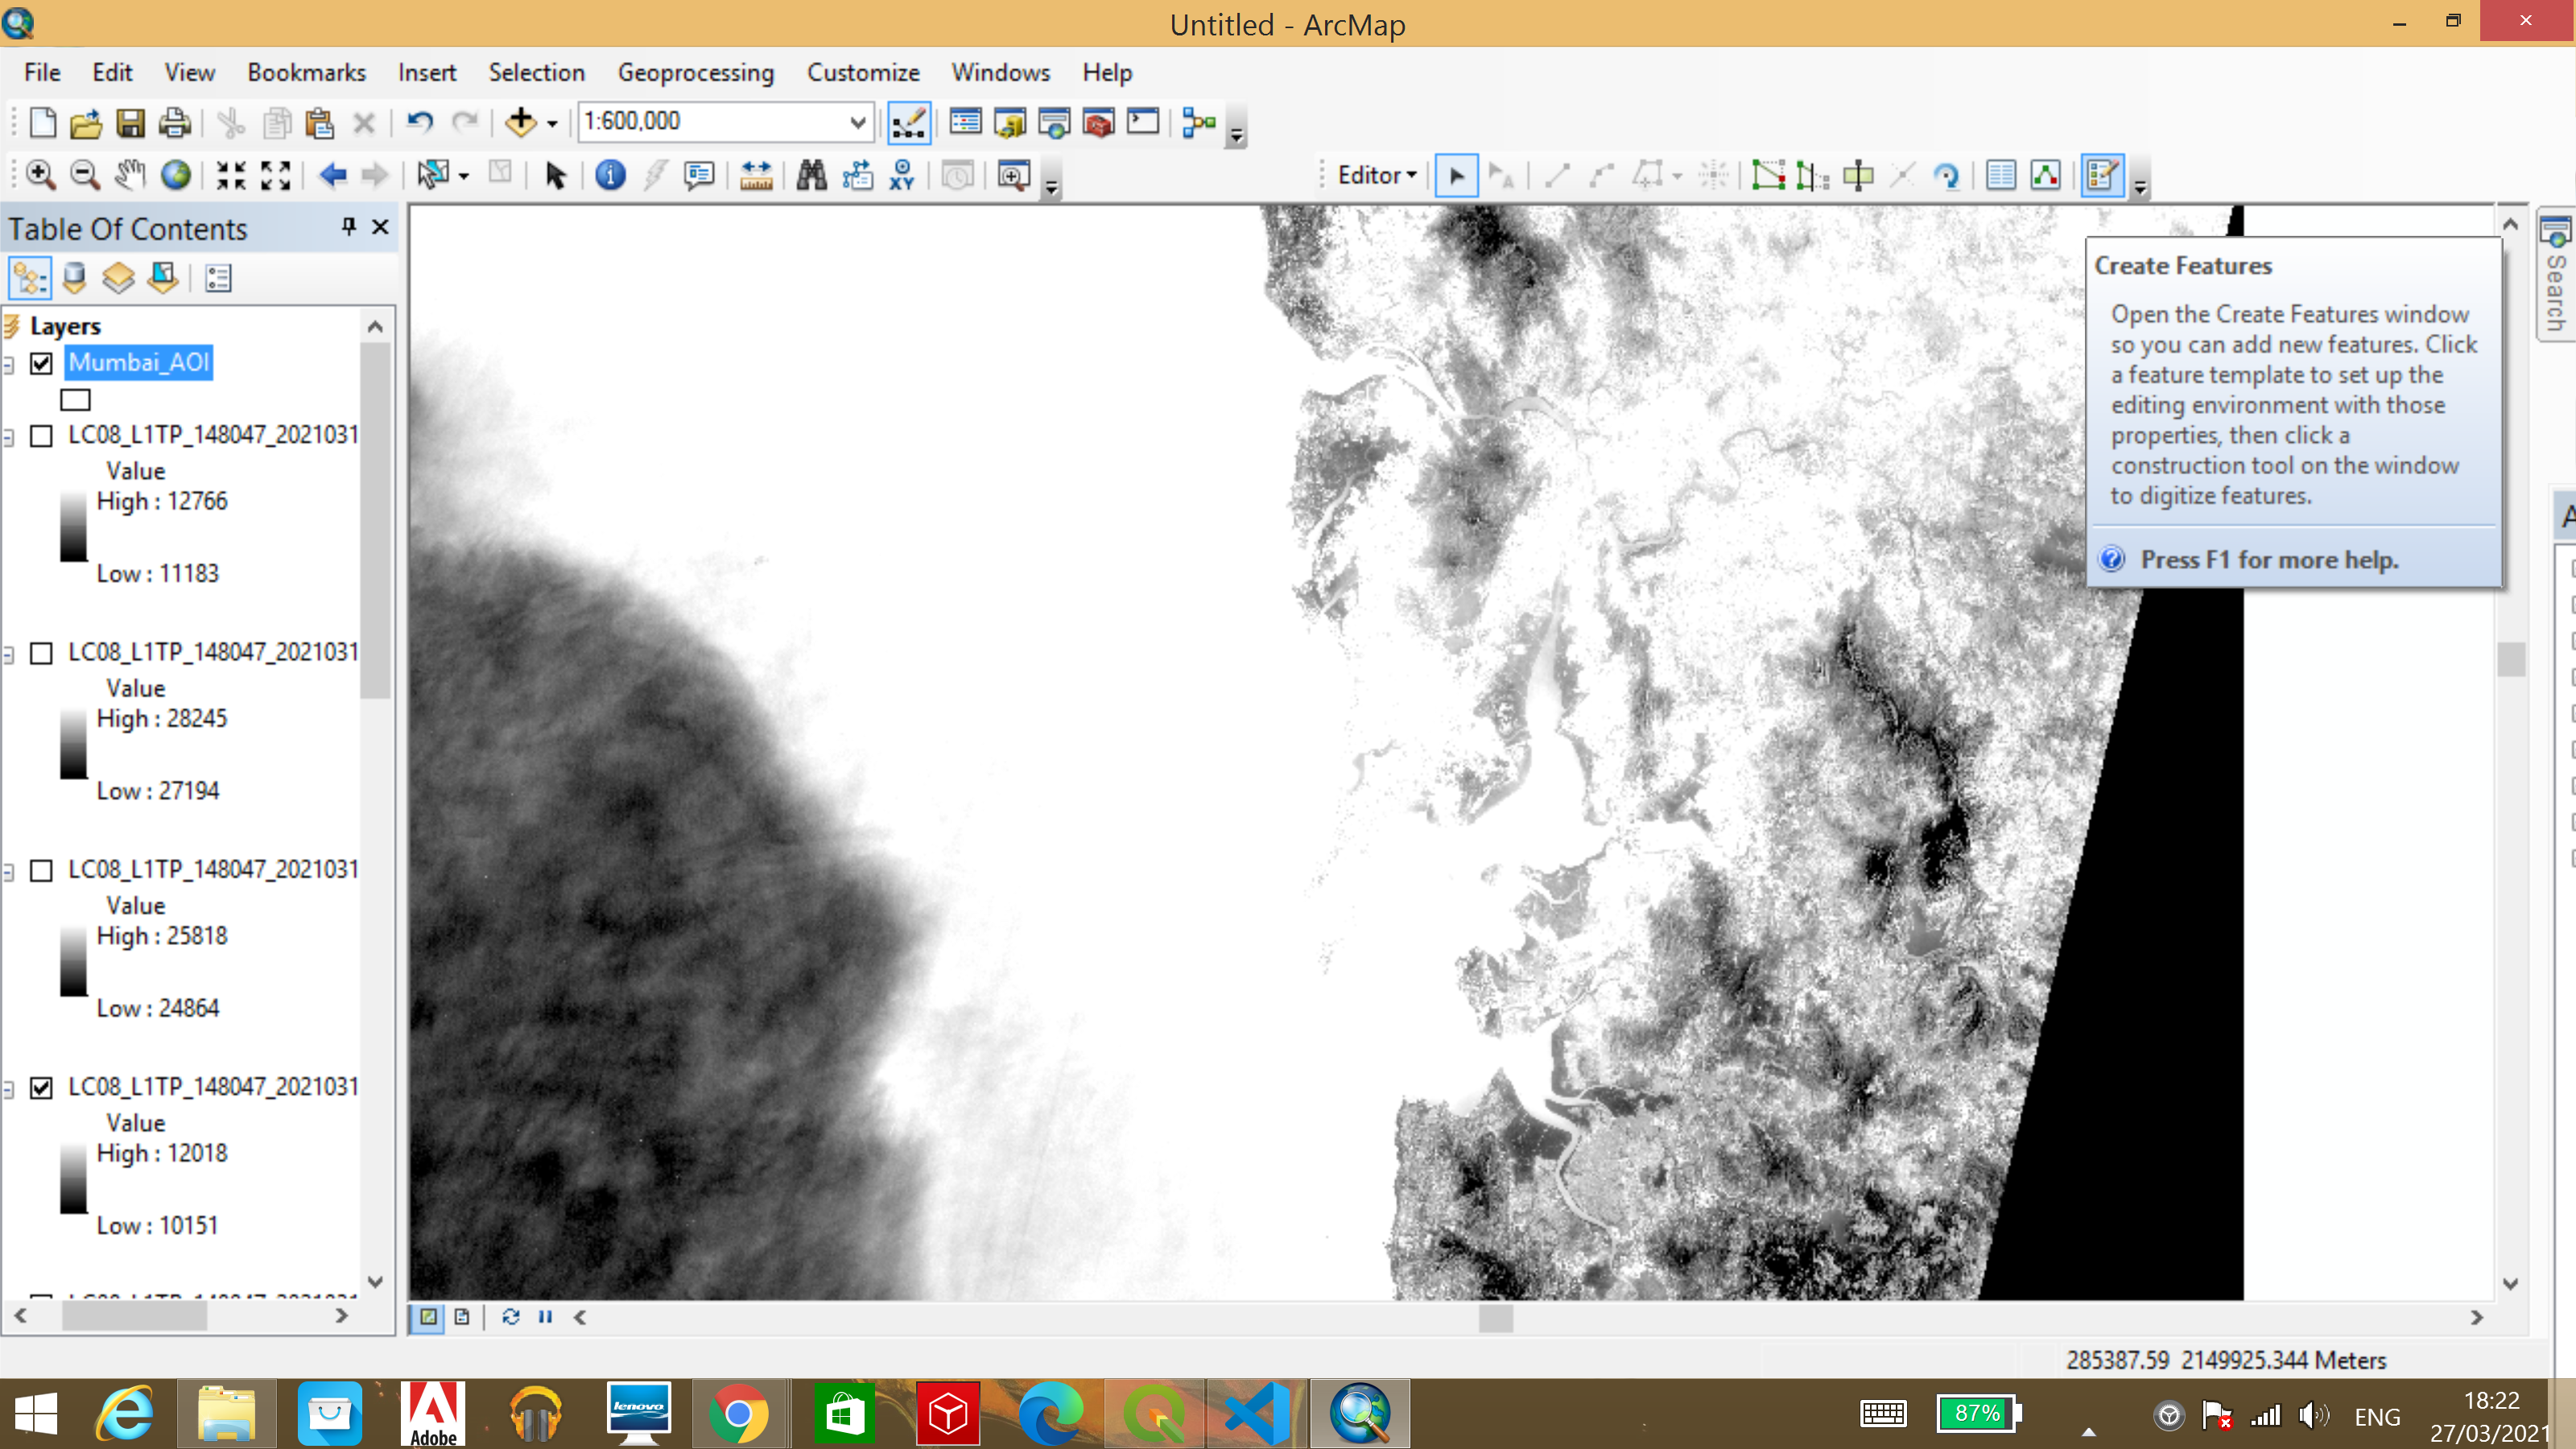 Untitled - ArcMap
File Edit View Bookmarks Insert Selection Geoprocessing Customize Windows Help
1:600,000
Editor
Table Of Contents
Layers
Mumbai_AOI
LC08_L1TP_148047_2021031
Value
High : 12766
Low : 11183
LC08_L1TP_148047_2021031
Value
High : 28245
Low : 27194
LC08_L1TP_148047_2021031
Value
High : 25818
Low : 24864
LC08_L1TP_148047_2021031
Value
High : 12018
Low : 10151
Create Features
Open the Create Features window
so you can add new features. Click
a feature template to set up the
editing environment with those
properties, then click a
construction tool on the window
to digitize features.
Press F1 for more help.
Search
A
285387.59 2149925.344 Meters
Adobe
lenovo
87%
ENG
18:22
27/03/2021